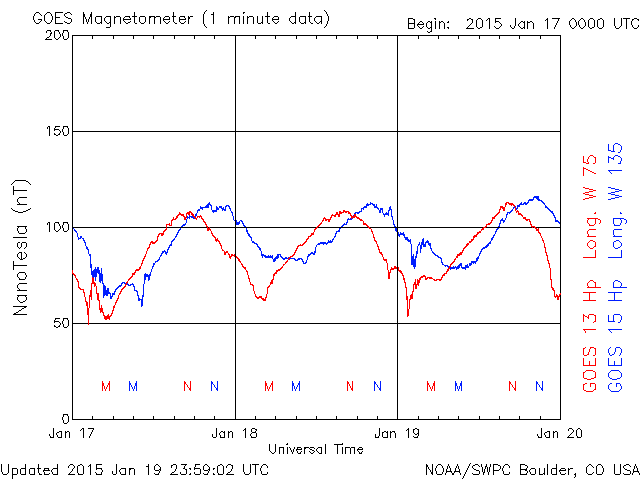 GOES Magnetometer (1 minute data)
Begin: 2015 Jan 17 0000 UTC
200
150
100
50
0
NanoTesla (nT)
M M N N M M N N M M N N
Jan 17 Jan 18 Jan 19 Jan 20
Universal Time
GOES 13 Hp Long. W 75
GOES 15 Hp Long. W 135
Updated 2015 Jan 19 23:59:02 UTC
NOAA/SWPC Boulder, CO USA